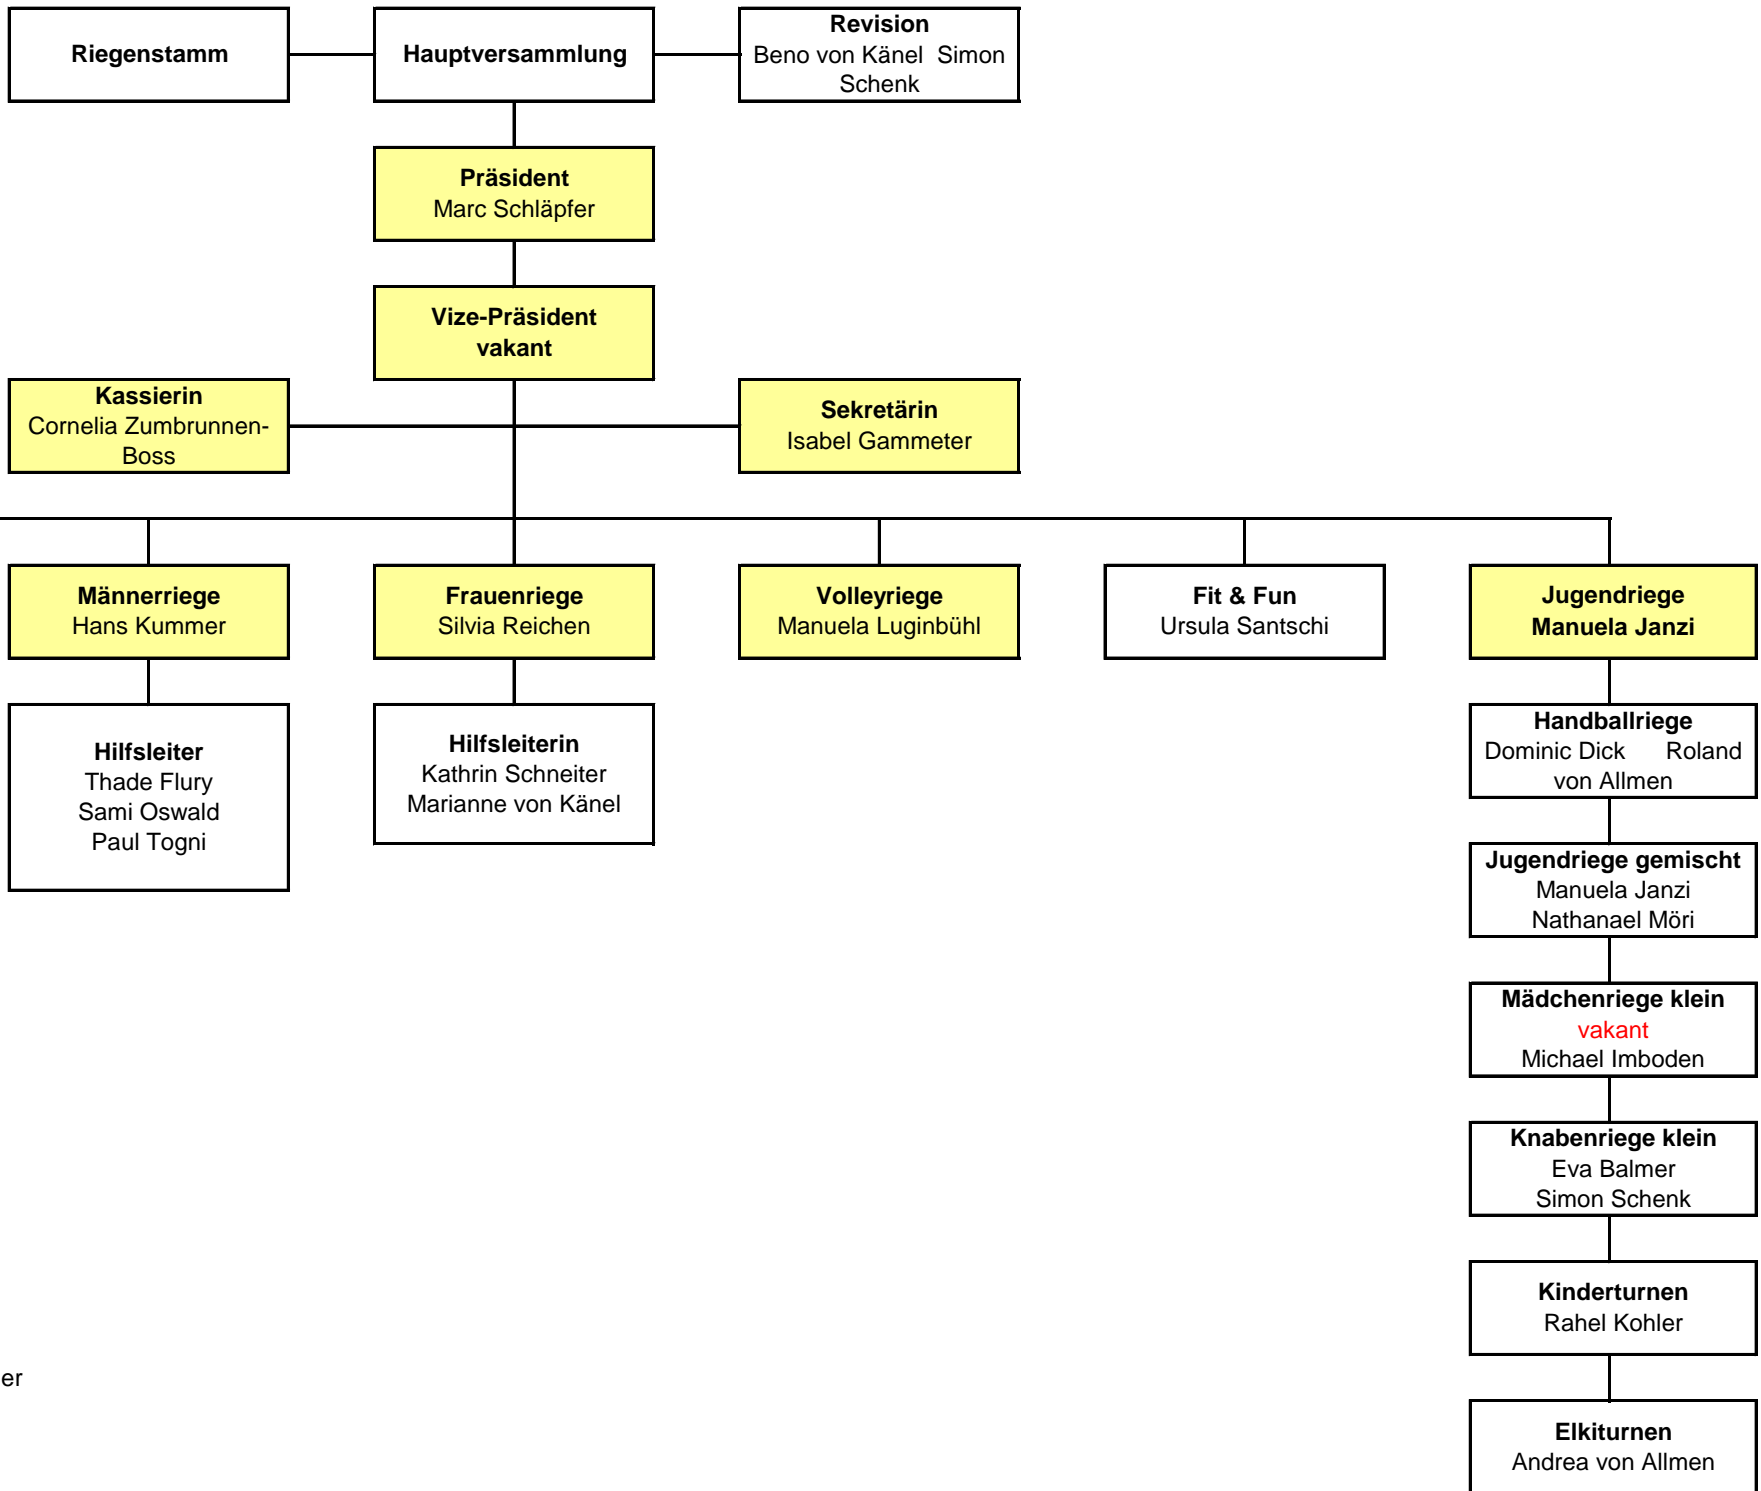 Riegenstamm
Hauptversammlung
Revision
Beno von Känel  Simon
Schenk
Präsident
Marc Schläpfer
Vize-Präsident
vakant
Kassierin
Cornelia Zumbrunnen-
Boss
Sekretärin
Isabel Gammeter
Männerriege
Hans Kummer
Frauenriege
Silvia Reichen
Volleyriege
Manuela Luginbühl
Fit & Fun
Ursula Santschi
Jugendriege
Manuela Janzi
Hilfsleiter
Thade Flury
Sami Oswald
Paul Togni
Hilfsleiterin
Kathrin Schneiter
Marianne von Känel
Handballriege
Dominic Dick      Roland
von Allmen
Jugendriege gemischt
Manuela Janzi
Nathanael Möri
Mädchenriege klein
vakant
Michael Imboden
Knabenriege klein
Eva Balmer
Simon Schenk
Kinderturnen
Rahel Kohler
er
Elkiturnen
Andrea von Allmen